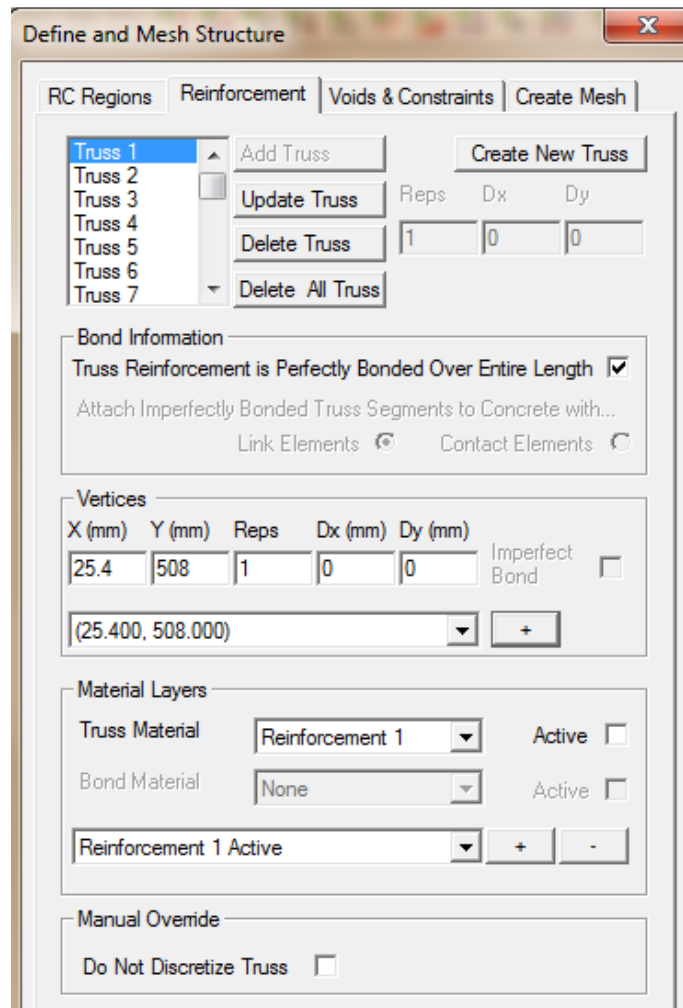 Define and Mesh Structure
x
RC Regions Reinforcement Voids & Constraints Create Mesh
Truss 1 Add Truss Create New Truss
Truss 2
Truss 3 Update Truss Reps Dx Dy
Truss 4
Truss 5 Delete Truss 1 0 0
Truss 6
Truss 7 Delete All Truss
Bond Information
Truss Reinforcement is Perfectly Bonded Over Entire Length
Attach Imperfectly Bonded Truss Segments to Concrete with...
Link Elements Contact Elements
Vertices
X (mm) Y (mm) Reps Dx (mm) Dy (mm)
25.4 508 1 0 0 Imperfect
Bond
(25.400, 508.000) +
Material Layers
Truss Material Reinforcement 1 Active
Bond Material None Active
Reinforcement 1 Active + -
Manual Override
Do Not Discretize Truss